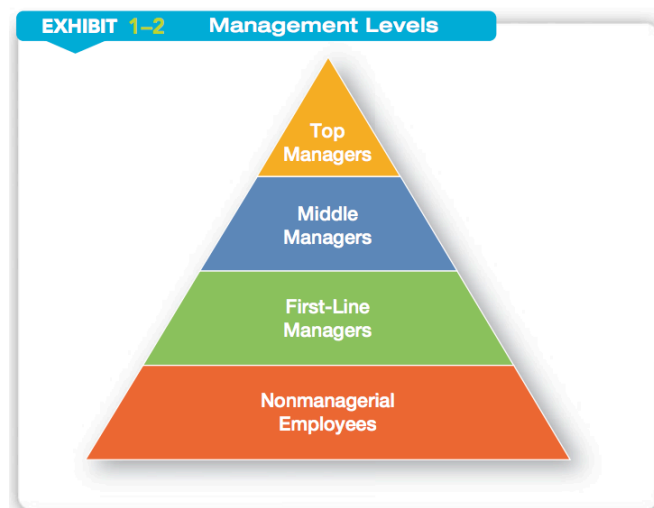 EXHIBIT 1–2 Management Levels
Top
Managers
Middle
Managers
First-Line
Managers
Nonmanagerial
Employees